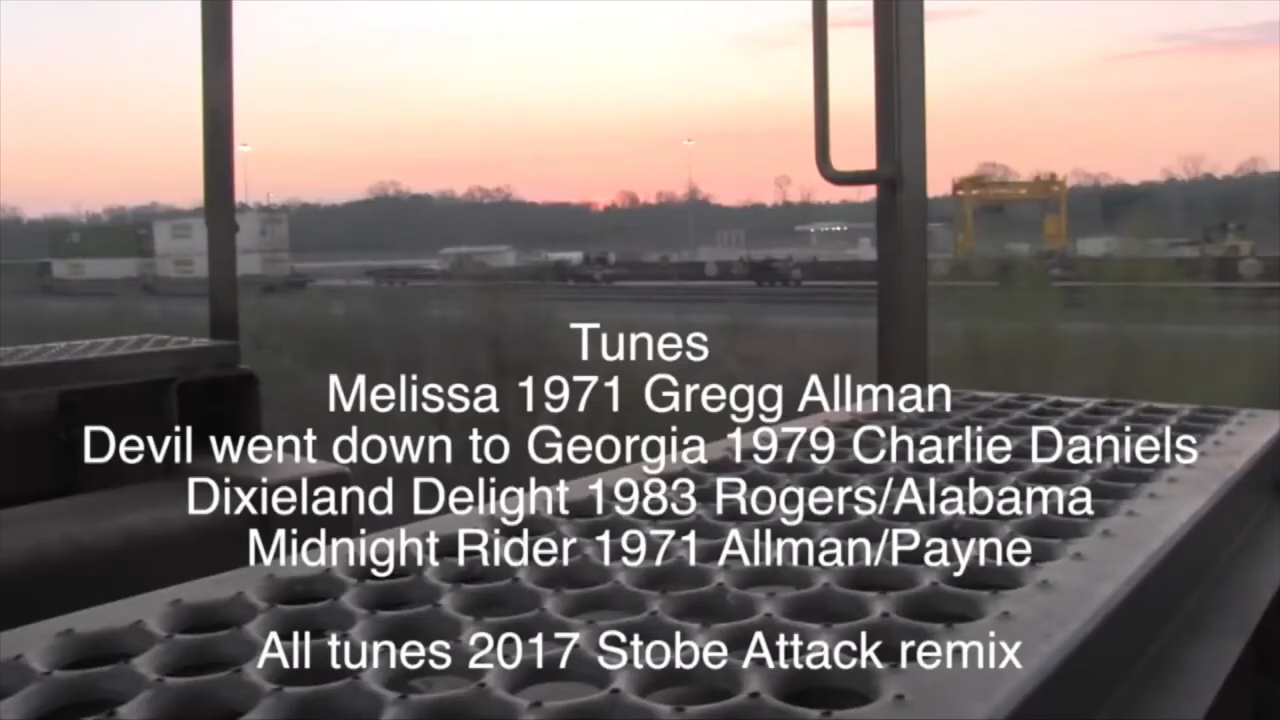 Tunes
Melissa 1971 Gregg Allman
Devil went down to Georgia 1979 Charlie Daniels
Dixieland Delight 1983 Rogers/Alabama
Midnight Rider 1971 Allman/Payne
All tunes 2017 Stobe Attack remix